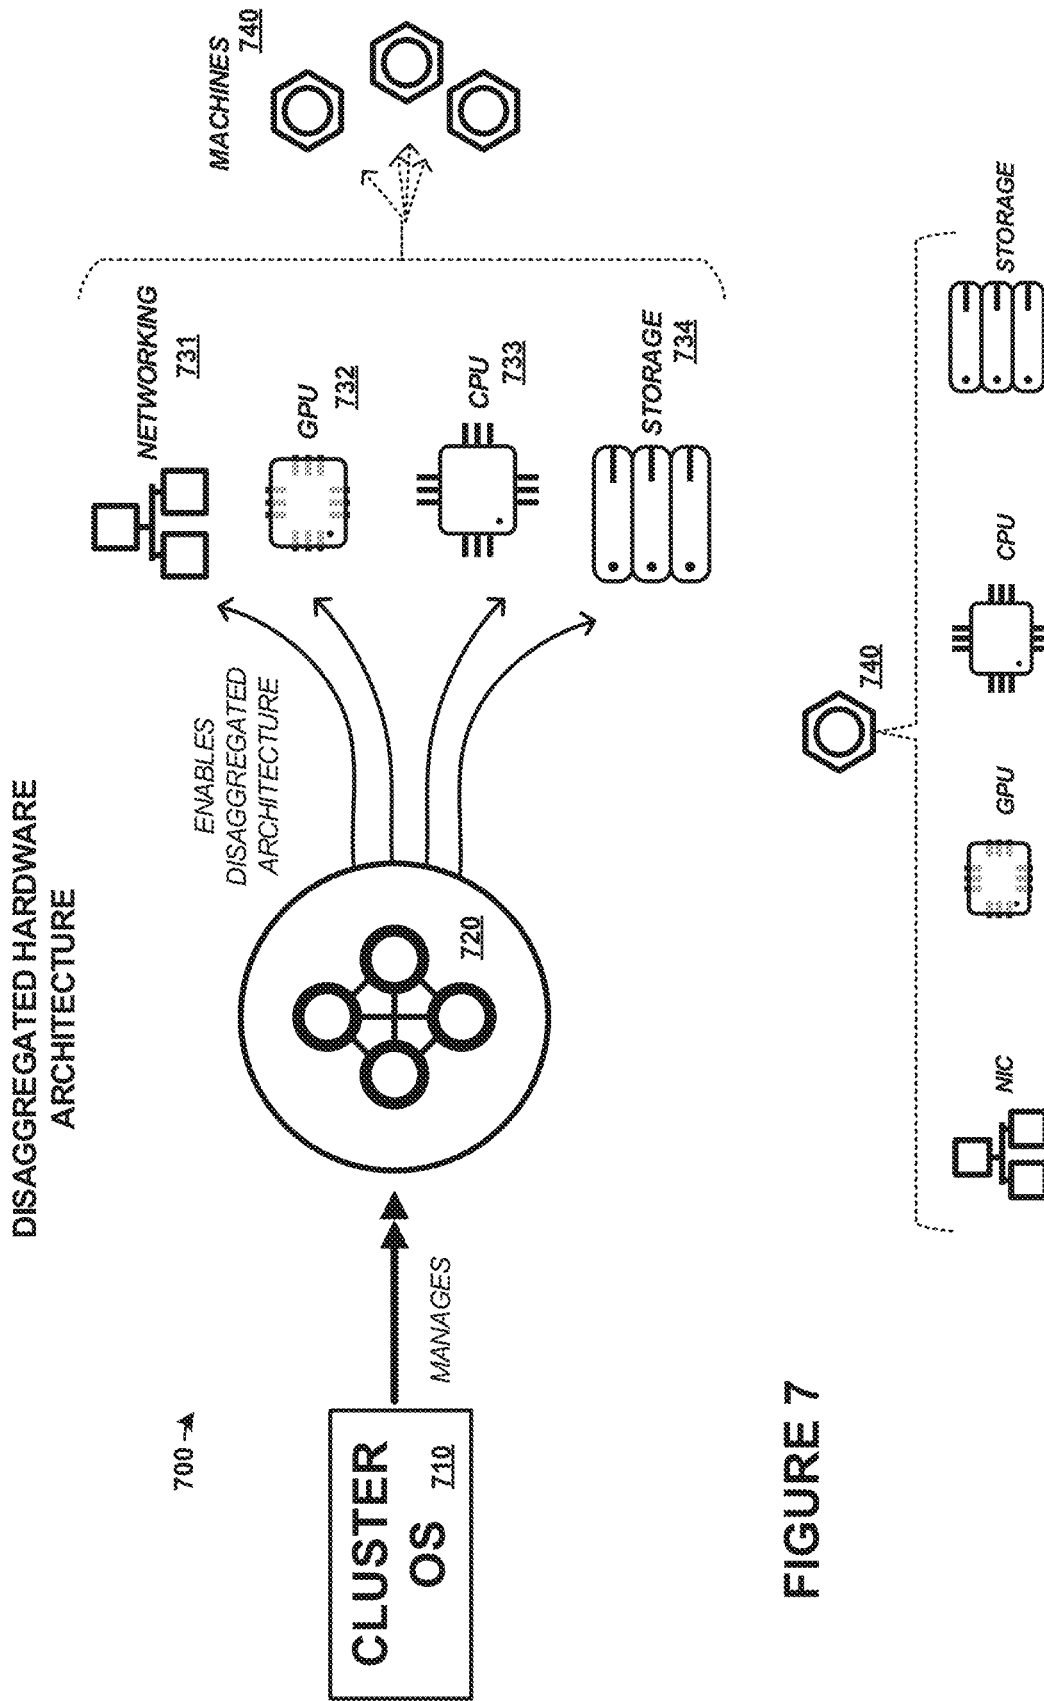 DISAGGREGATED HARDWARE
ARCHITECTURE
700
CLUSTER
OS
710
MANAGES
720
ENABLES
DISAGGREGATED
ARCHITECTURE
NETWORKING
731
GPU
732
CPU
733
STORAGE
734
MACHINES
740
740
NIC
GPU
CPU
STORAGE
FIGURE 7